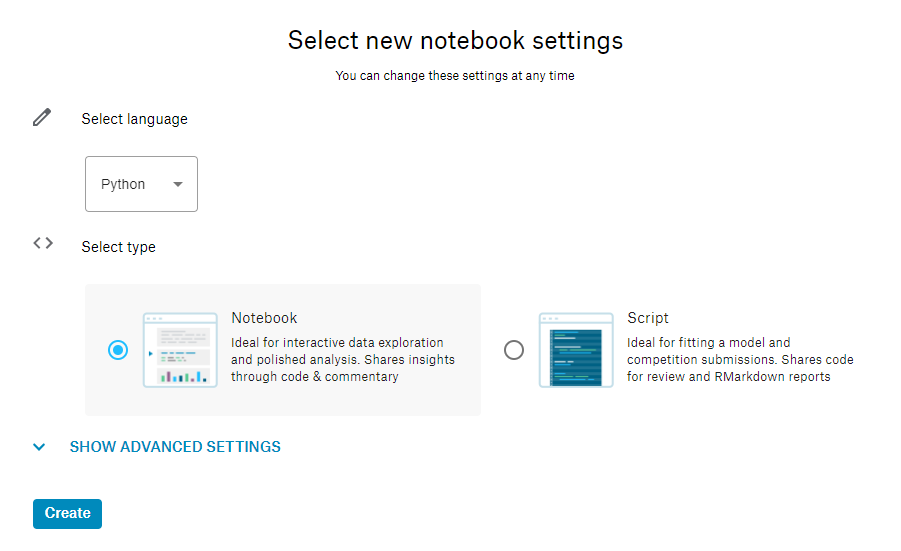 Select new notebook settings
You can change these settings at any time
Select language
Python
Select type
Notebook
Ideal for interactive data exploration
and polished analysis. Shares insights
through code & commentary
Script
Ideal for fitting a model and
competition submissions. Shares code
for review and RMarkdown reports
SHOW ADVANCED SETTINGS
Create